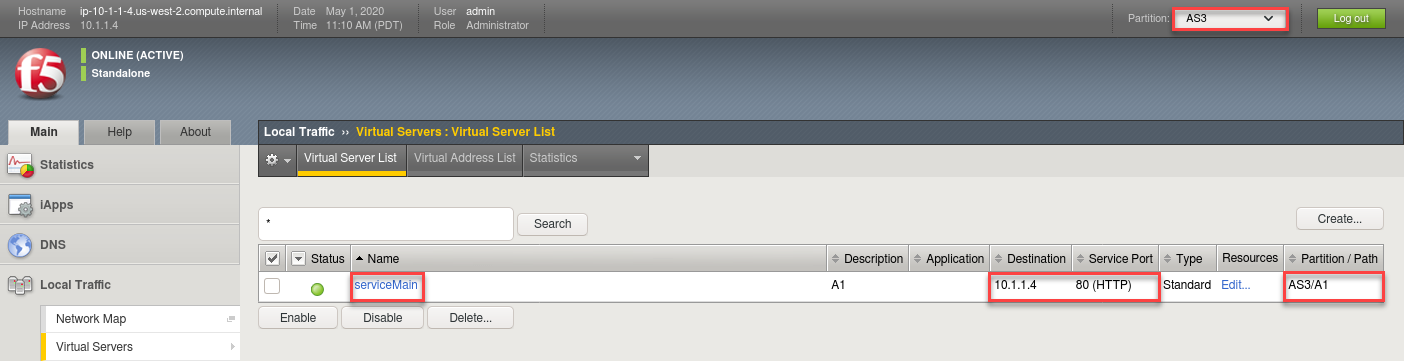 Hostname ip-10-1-1-4.us-west-2.compute.internal Date May 1, 2020 User admin Partition: AS3 Log out
IP Address 10.1.1.4 Time 11:10 AM (PDT) Role Administrator
f5
ONLINE (ACTIVE)
Standalone
Main Help About
Local Traffic ›› Virtual Servers : Virtual Server List
Virtual Server List Virtual Address List Statistics
Statistics
iApps
DNS
Local Traffic
Network Map
Virtual Servers
* Search Create...
Status Name Description Application Destination Service Port Type Resources Partition / Path
serviceMain A1 10.1.1.4 80 (HTTP) Standard Edit... AS3/A1
Enable Disable Delete...